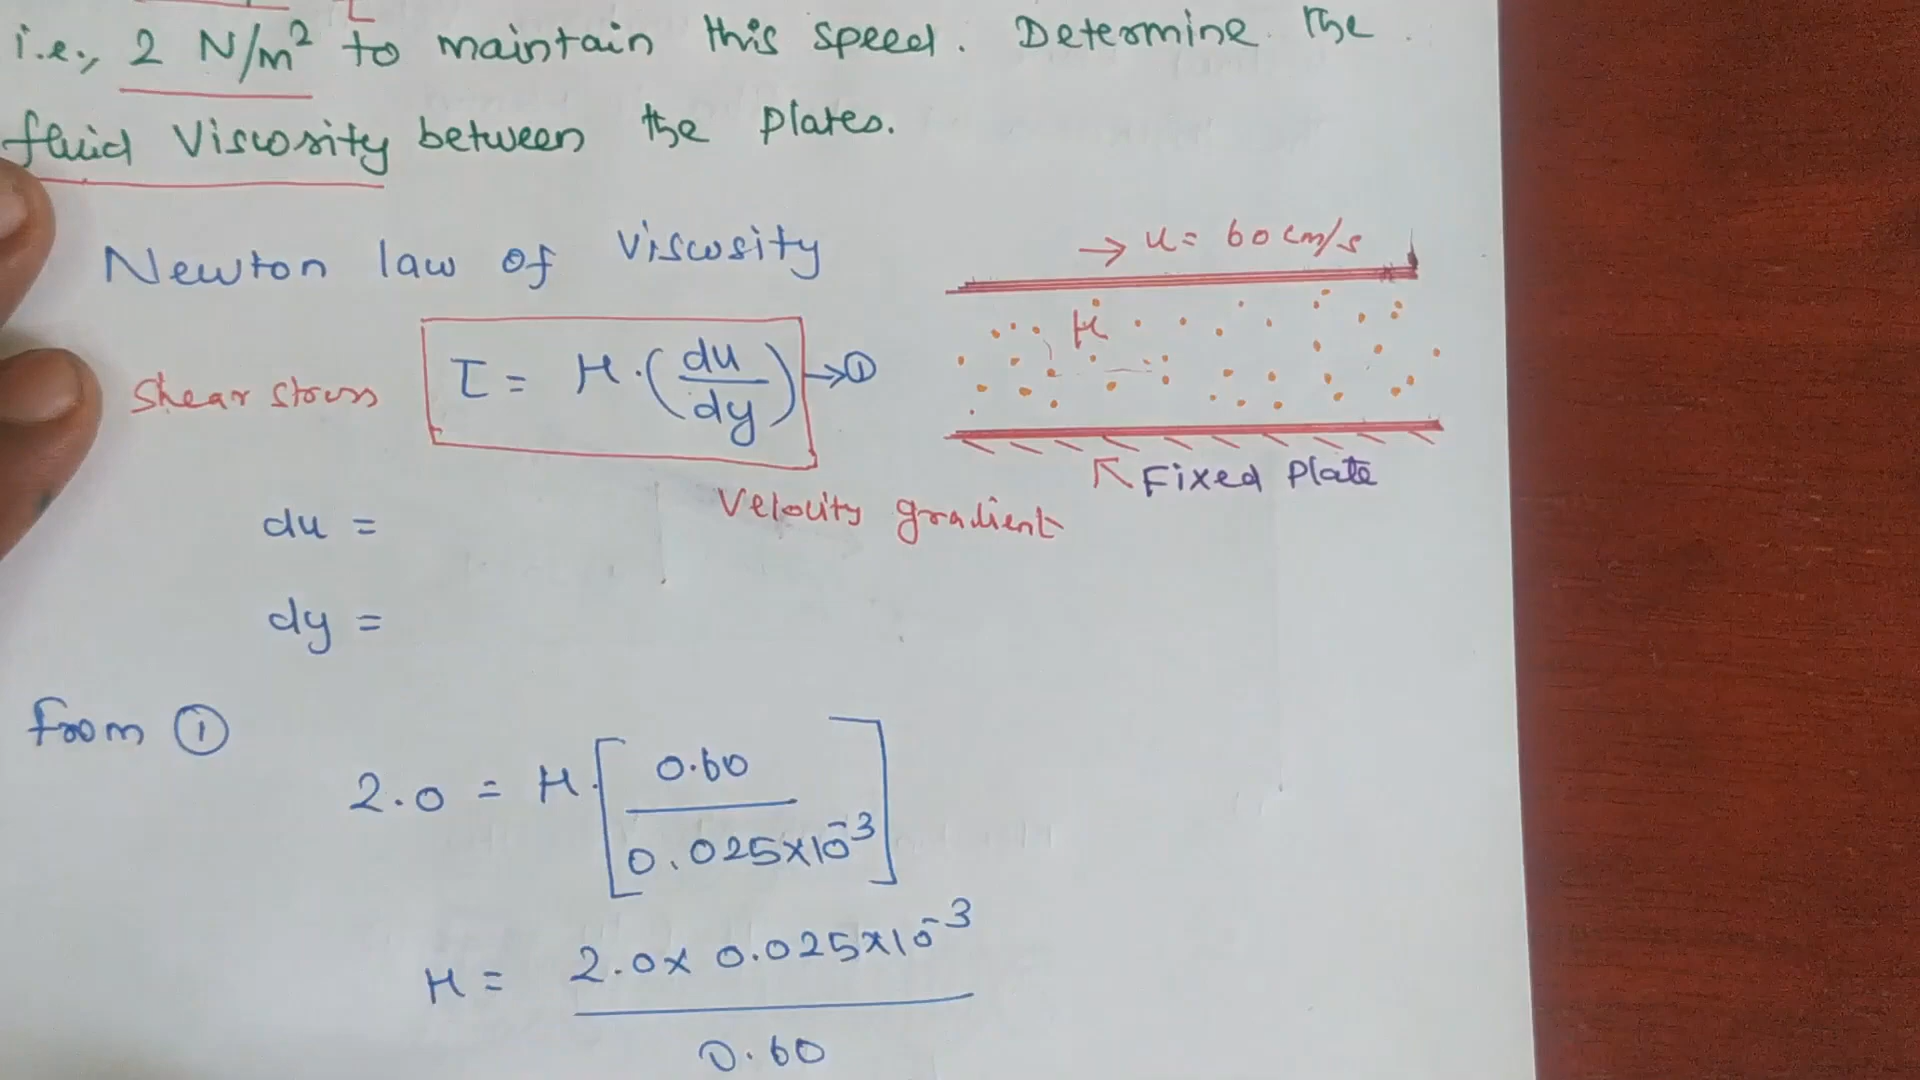 i.e., 2 N/m² to maintain this speed. Determine the
fluid Viscosity between the plates.
Newton law of Viscosity
→ u = 60 cm/s
μ
Shear stress
τ = μ·(du/dy) → ①
Fixed Plate
Velocity gradient
du =
dy =
From ①
2.0 = μ·[0.60 / 0.025×10⁻³]
μ = 2.0× 0.025×10⁻³ / 0.60